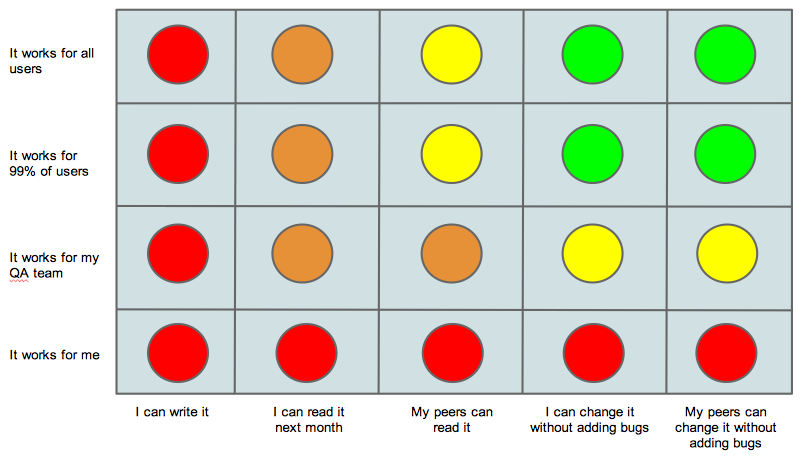 It works for all
users
It works for
99% of users
It works for my
QA team
It works for me
I can write it
I can read it
next month
My peers can
read it
I can change it
without adding bugs
My peers can
change it without
adding bugs